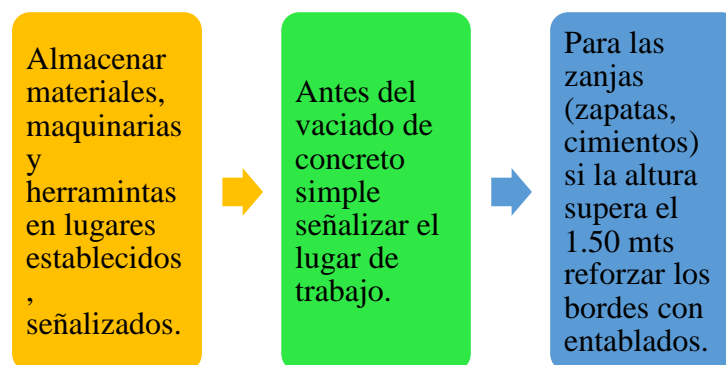 Almacenar
materiales,
maquinarias
y
herramintas
en lugares
establecidos
,
señalizados.
Antes del
vaciado de
concreto
simple
señalizar el
lugar de
trabajo.
Para las
zanjas
(zapatas,
cimientos)
si la altura
supera el
1.50 mts
reforzar los
bordes con
entablados.